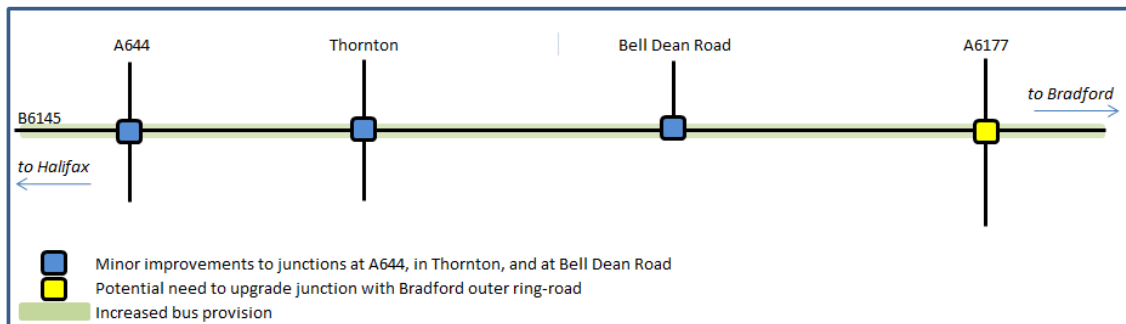 A644
Thornton
Bell Dean Road
A6177
to Bradford
B6145
to Halifax
Minor improvements to junctions at A644, in Thornton, and at Bell Dean Road
Potential need to upgrade junction with Bradford outer ring-road
Increased bus provision